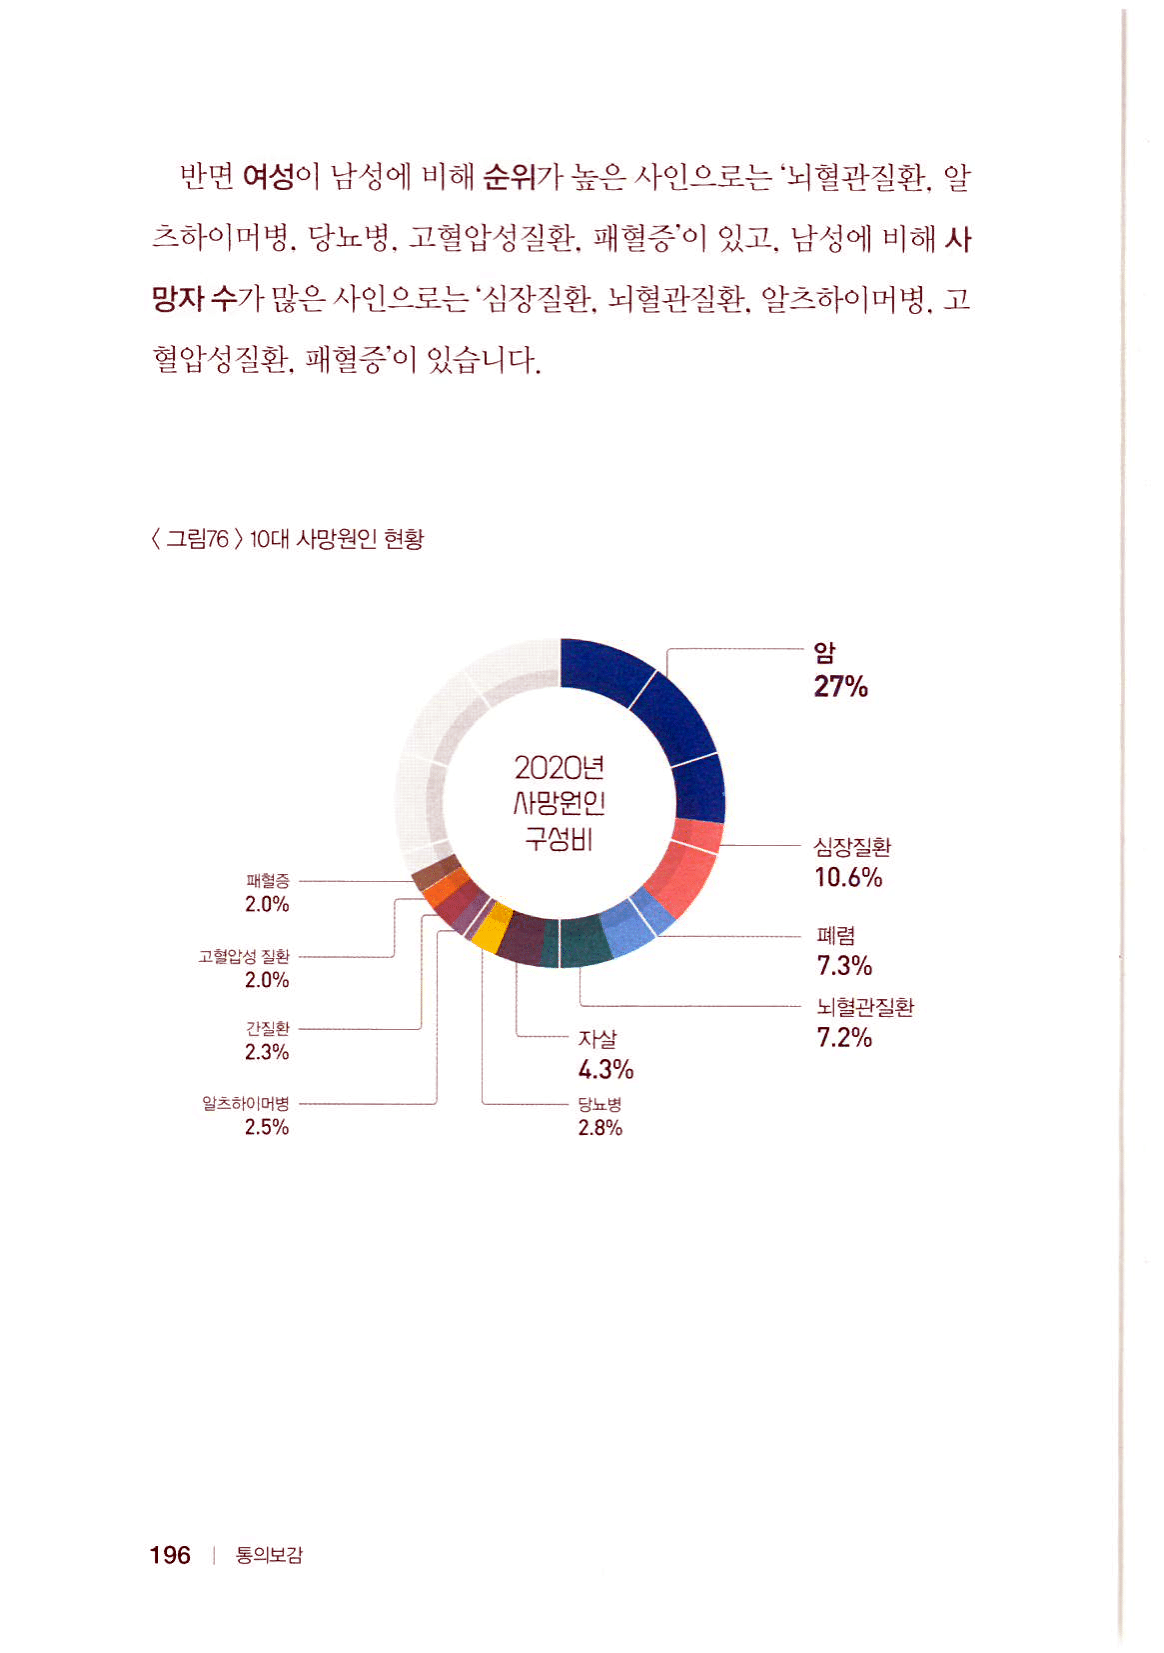 반면 여성이 남성에 비해 순위가 높은 사인으로는 ‘뇌혈관질환, 알
츠하이머병, 당뇨병, 고혈압성질환, 패혈증’이 있고, 남성에 비해 사
망자 수가 많은 사인으로는 ‘심장질환, 뇌혈관질환, 알츠하이머병, 고
혈압성질환, 패혈증’이 있습니다.
〈 그림76 〉 10대 사망원인 현황
암
27%
2020년
사망원인
구성비
심장질환
10.6%
폐렴
7.3%
뇌혈관질환
7.2%
자살
4.3%
당뇨병
2.8%
패혈증
2.0%
고혈압성 질환
2.0%
간질환
2.3%
알츠하이머병
2.5%
196 | 통의보감